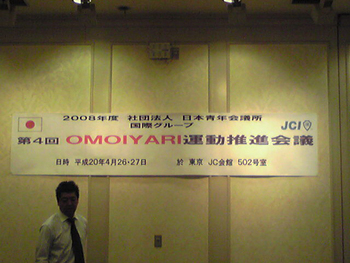 2008年度 社団法人 日本青年会議所
国際グループ
JCI
第4回 OMOIYARI運動推進会議
日時 平成20年4月26・27日 於 東京 JC会館 502号室